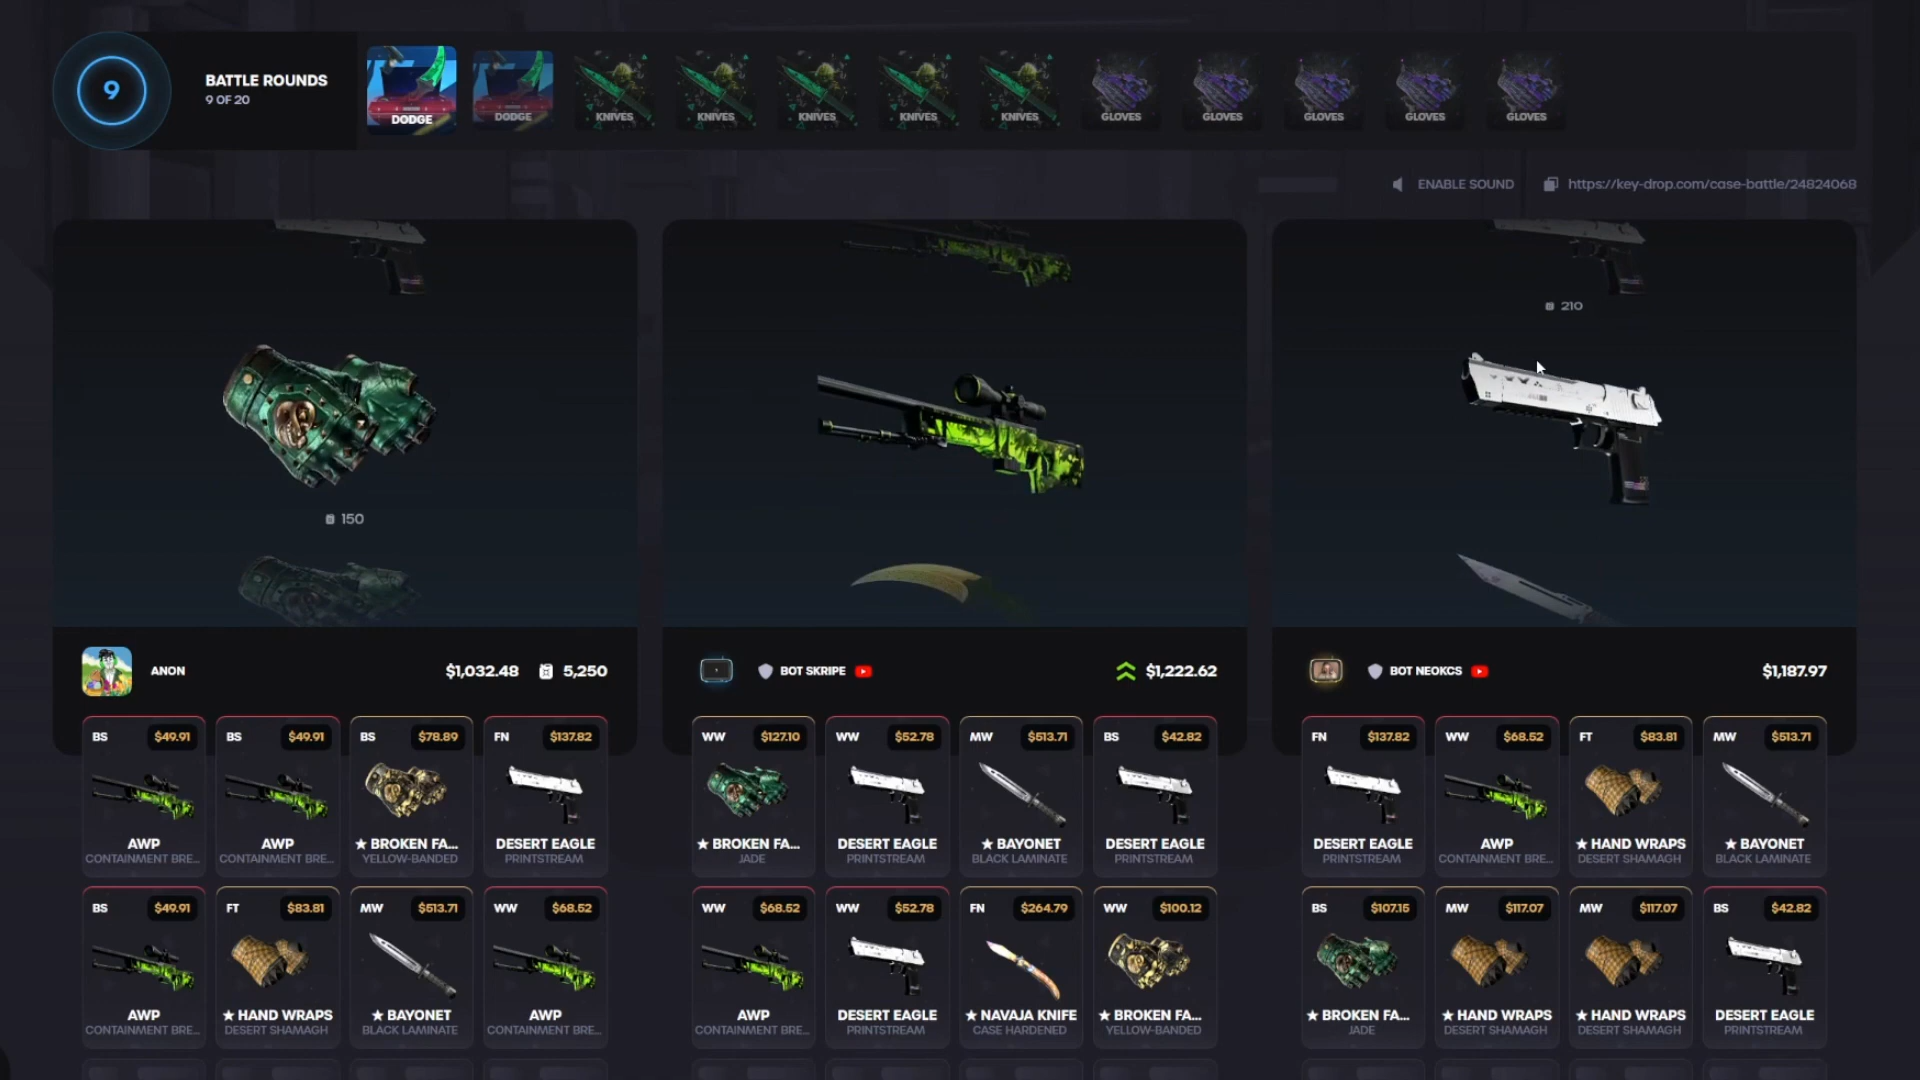 9
BATTLE ROUNDS
9 OF 20
DODGE
DODGE
KNIVES
KNIVES
KNIVES
KNIVES
KNIVES
GLOVES
GLOVES
GLOVES
GLOVES
GLOVES
ENABLE SOUND
https://key-drop.com/case-battle/24824068
210
150
ANON
$1,032.48
5,250
BOT SKRIPE
$1,222.62
BOT NEOKCS
$1,187.97
BS $49.91
AWP
CONTAINMENT BRE...
BS $49.91
AWP
CONTAINMENT BRE...
BS $78.89
★ BROKEN FA...
YELLOW-BANDED
FN $137.82
DESERT EAGLE
PRINTSTREAM
WW $127.10
★ BROKEN FA...
JADE
WW $52.78
DESERT EAGLE
PRINTSTREAM
MW $513.71
★ BAYONET
BLACK LAMINATE
BS $42.82
DESERT EAGLE
PRINTSTREAM
FN $137.82
DESERT EAGLE
PRINTSTREAM
WW $68.52
AWP
CONTAINMENT BRE...
FT $83.81
★ HAND WRAPS
DESERT SHAMAGH
MW $513.71
★ BAYONET
BLACK LAMINATE
BS $49.91
AWP
CONTAINMENT BRE...
FT $83.81
★ HAND WRAPS
DESERT SHAMAGH
MW $513.71
★ BAYONET
BLACK LAMINATE
WW $68.52
AWP
CONTAINMENT BRE...
WW $68.52
AWP
CONTAINMENT BRE...
WW $52.78
DESERT EAGLE
PRINTSTREAM
FN $264.79
★ NAVAJA KNIFE
CASE HARDENED
WW $100.12
★ BROKEN FA...
YELLOW-BANDED
BS $107.15
★ BROKEN FA...
JADE
MW $117.07
★ HAND WRAPS
DESERT SHAMAGH
MW $117.07
★ HAND WRAPS
DESERT SHAMAGH
BS $42.82
DESERT EAGLE
PRINTSTREAM